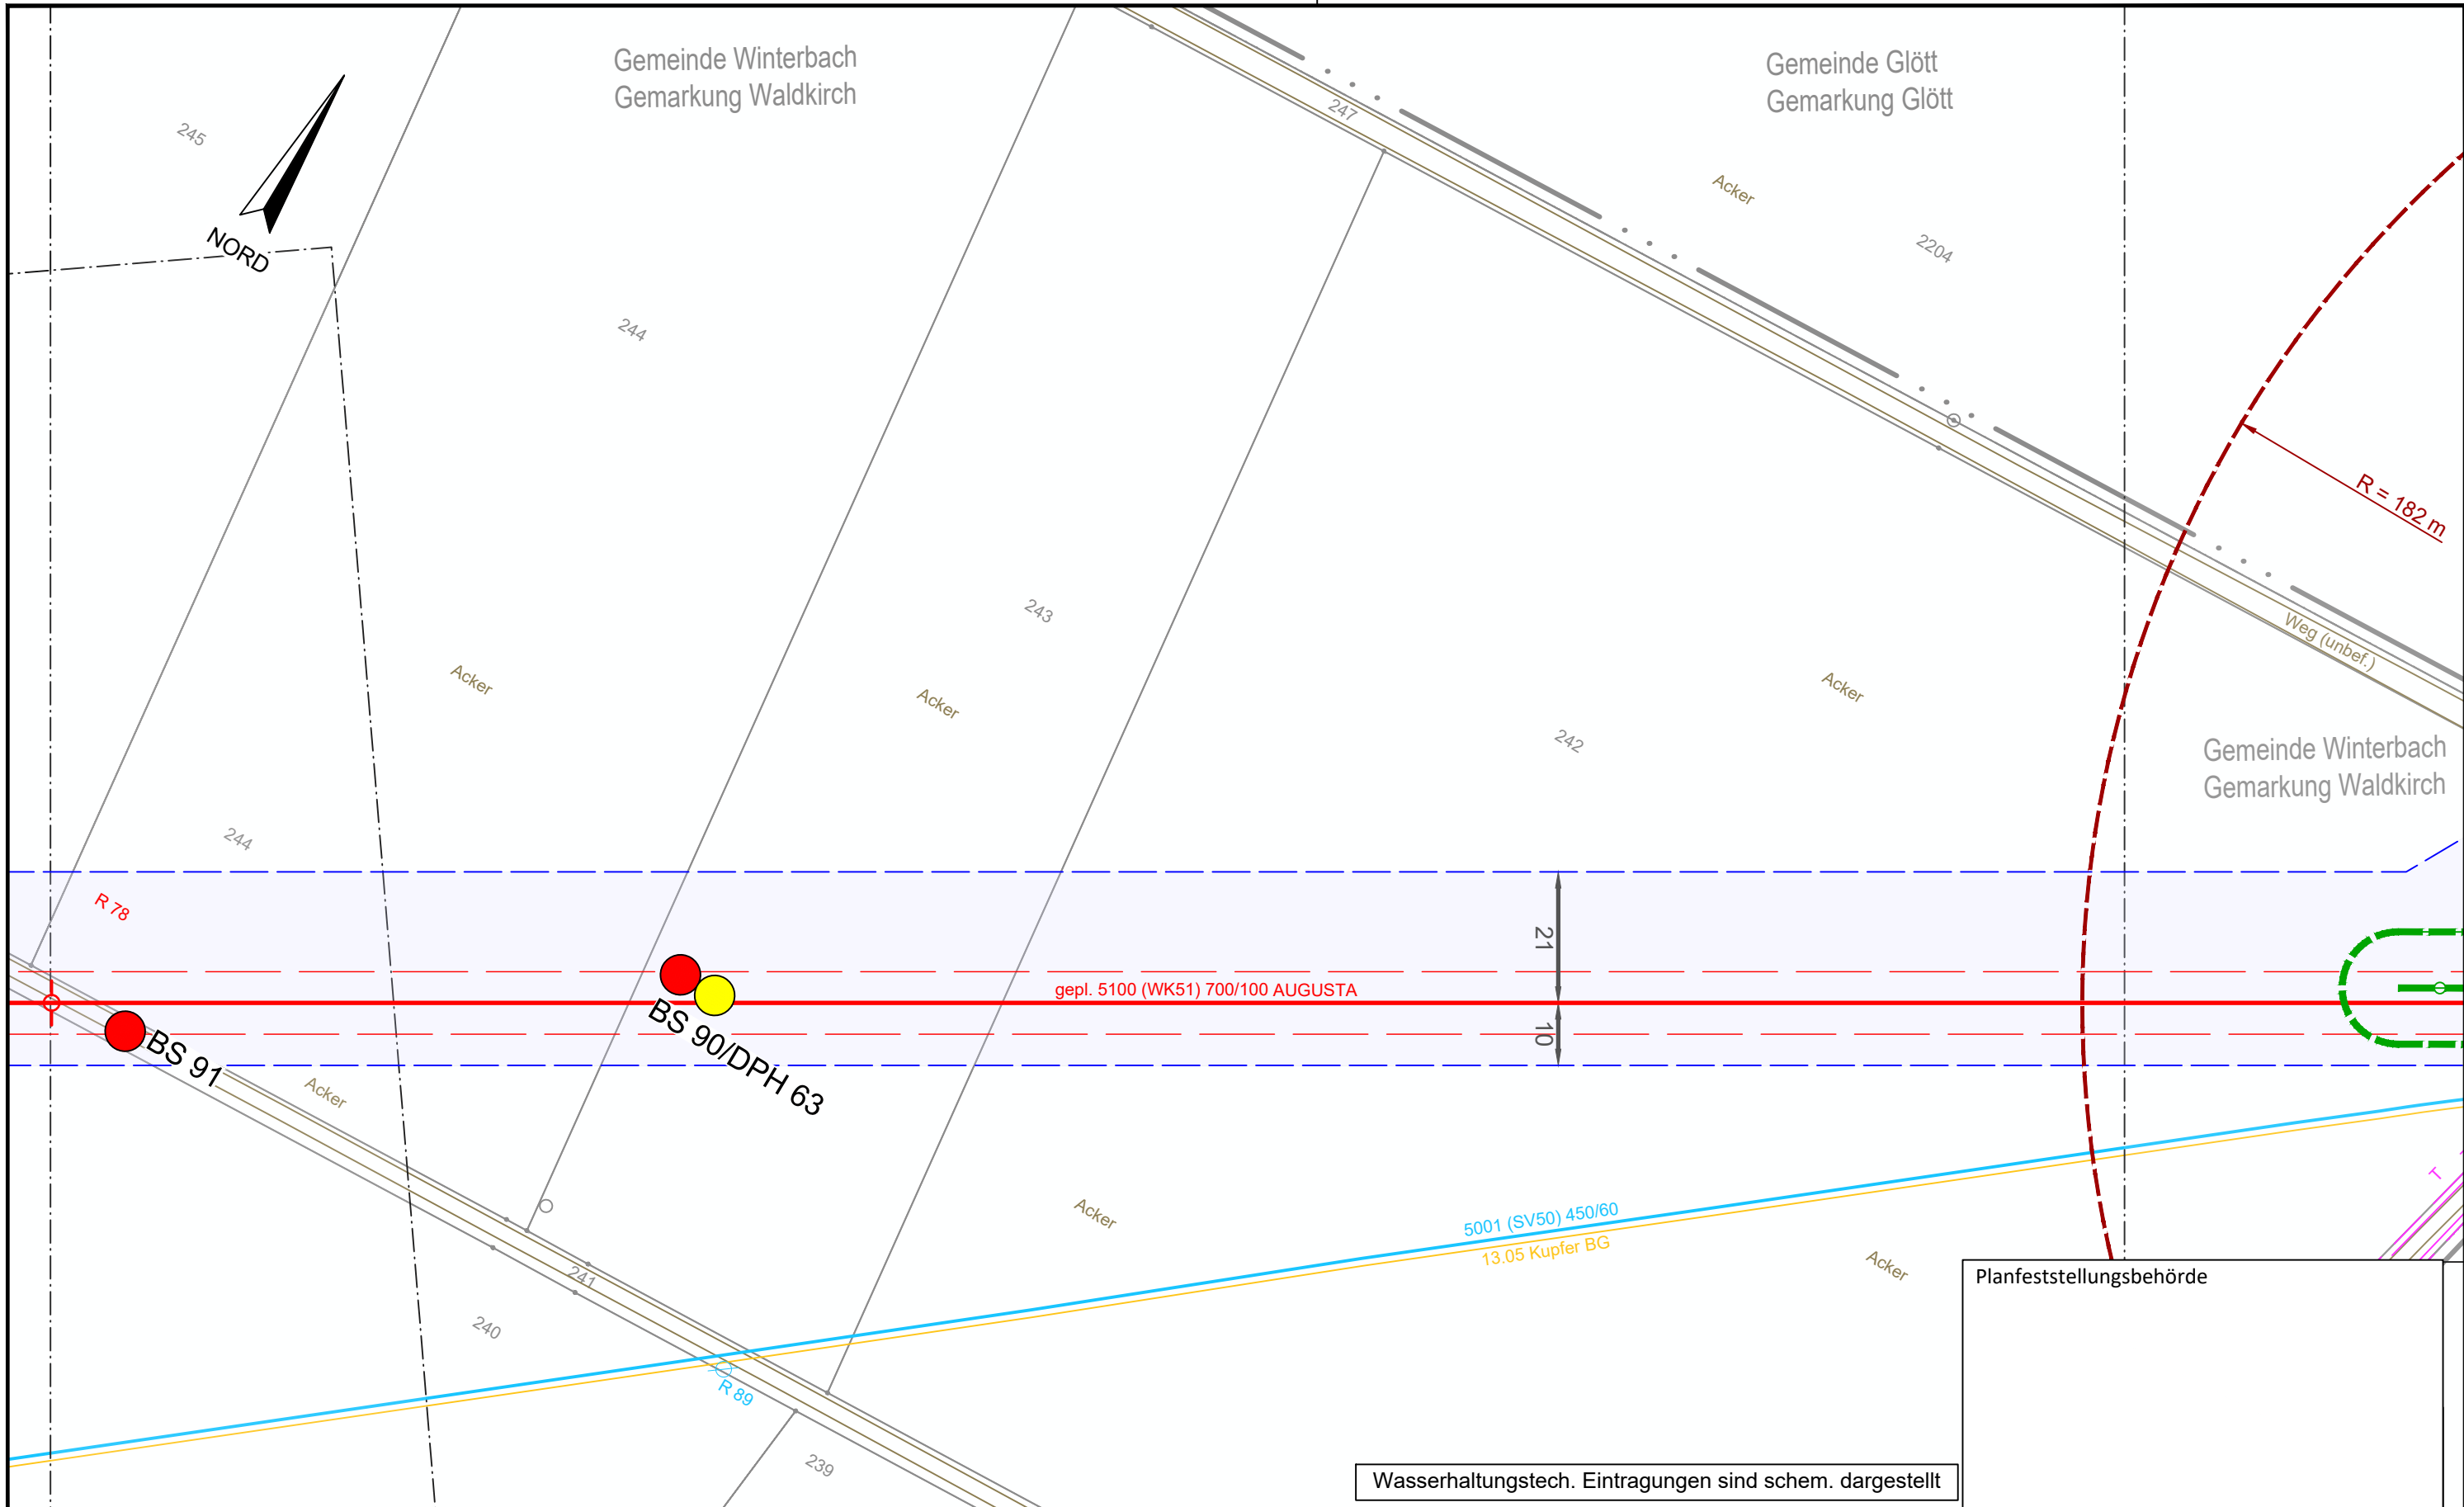 Gemeinde Winterbach
Gemarkung Waldkirch
Gemeinde Glött
Gemarkung Glött
247
245
Acker
NORD
2204
244
R = 182 m
243
Weg (unbef.)
Acker
Acker
Acker
242
Gemeinde Winterbach
Gemarkung Waldkirch
244
R 78
21
gepl. 5100 (WK51) 700/100 AUGUSTA
BS 90/DPH 63
10
BS 91
Acker
T
Acker
5001 (SV50) 450/60
13.05 Kupfer BG
Acker
241
240
Planfeststellungsbehörde
R 89
239
Wasserhaltungstech. Eintragungen sind schem. dargestellt